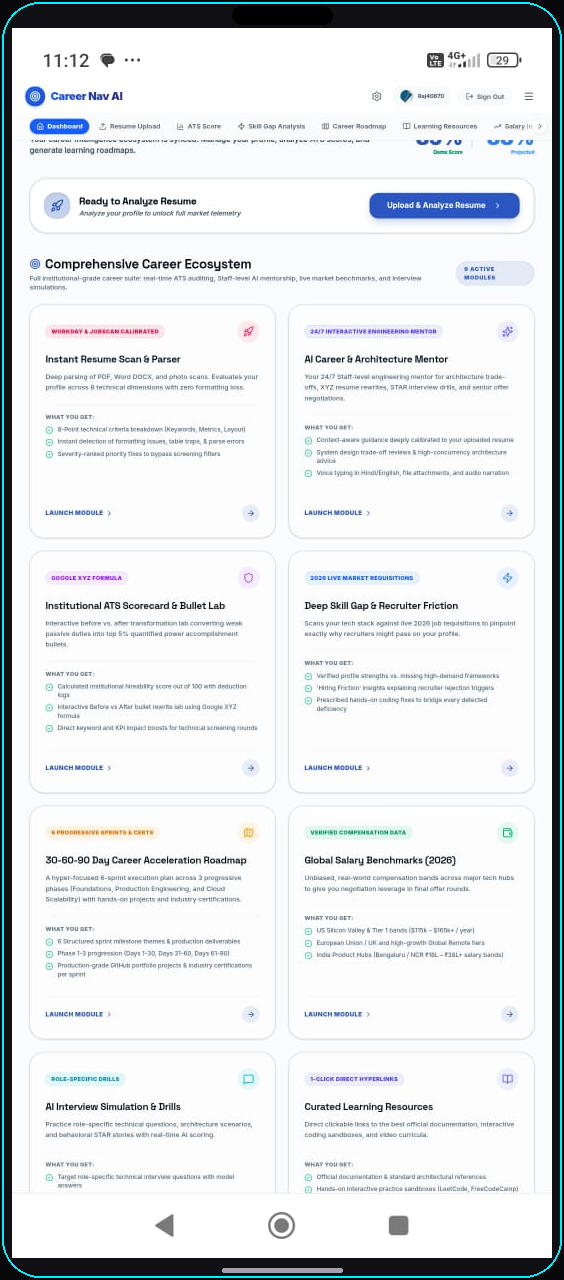 11:12
Vo
LTE
4G+
29
Career Nav AI
Raj40870
Sign Out
Dashboard
Resume Upload
ATS Score
Skill Gap Analysis
Career Roadmap
Learning Resources
Salary In
generate learning roadmaps.
Demo Score
Projected
Ready to Analyze Resume
Analyze your profile to unlock full market telemetry
Upload & Analyze Resume
Comprehensive Career Ecosystem
Full institutional-grade career suite: real-time ATS auditing, Staff-level AI mentorship, live market benchmarks, and interview
simulations.
9 ACTIVE
MODULES
WORKDAY & JOBSCAN CALIBRATED
Instant Resume Scan & Parser
Deep parsing of PDF, Word DOCX, and photo scans. Evaluates your
profile across 8 technical dimensions with zero formatting loss.
WHAT YOU GET:
8-Point technical criteria breakdown (Keywords, Metrics, Layout)
Instant detection of formatting issues, table traps, & parse errors
Severity-ranked priority fixes to bypass screening filters
LAUNCH MODULE
24/7 INTERACTIVE ENGINEERING MENTOR
AI Career & Architecture Mentor
Your 24/7 Staff-level engineering mentor for architecture trade-
offs, XYZ resume rewrites, STAR interview drills, and senior offer
negotiations.
WHAT YOU GET:
Context-aware guidance deeply calibrated to your uploaded resume
System design trade-off reviews & high-concurrency architecture
advice
Voice typing in Hindi/English, file attachments, and audio narration
LAUNCH MODULE
GOOGLE XYZ FORMULA
Institutional ATS Scorecard & Bullet Lab
Interactive before vs. after transformation lab converting weak
passive duties into top 5% quantified power accomplishment
bullets.
WHAT YOU GET:
Calculated institutional hireability score out of 100 with deduction
logs
Interactive Before vs After bullet rewrite lab using Google XYZ
formula
Direct keyword and KPI impact boosts for technical screening rounds
LAUNCH MODULE
2026 LIVE MARKET REQUISITIONS
Deep Skill Gap & Recruiter Friction
Scans your tech stack against live 2026 job requisitions to pinpoint
exactly why recruiters might pass on your profile.
WHAT YOU GET:
Verified profile strengths vs. missing high-demand frameworks
'Hiring Friction' insights explaining recruiter rejection triggers
Prescribed hands-on coding fixes to bridge every detected
deficiency
LAUNCH MODULE
6 PROGRESSIVE SPRINTS & CERTS
30-60-90 Day Career Acceleration Roadmap
A hyper-focused 6-sprint execution plan across 3 progressive
phases (Foundations, Production Engineering, and Cloud
Scalability) with hands-on projects and industry certifications.
WHAT YOU GET:
6 Structured sprint milestone themes & production deliverables
Phase 1-3 progression (Days 1-30, Days 31-60, Days 61-90)
Production-grade GitHub portfolio projects & industry certifications
per sprint
LAUNCH MODULE
VERIFIED COMPENSATION DATA
Global Salary Benchmarks (2026)
Unbiased, real-world compensation bands across major tech hubs
to give you negotiation leverage in final offer rounds.
WHAT YOU GET:
US Silicon Valley & Tier 1 bands ($115k – $165k+ / year)
European Union / UK and high-growth Global Remote tiers
India Product Hubs (Bengaluru / NCR ₹18L – ₹38L+ salary bands)
LAUNCH MODULE
ROLE-SPECIFIC DRILLS
AI Interview Simulation & Drills
Practice role-specific technical questions, architecture scenarios,
and behavioral STAR stories with real-time AI scoring.
WHAT YOU GET:
Target role-specific technical interview questions with model
answers
1-CLICK DIRECT HYPERLINKS
Curated Learning Resources
Direct clickable links to the best official documentation, interactive
coding sandboxes, and video curricula.
WHAT YOU GET:
Official documentation & standard architectural references
Hands-on interactive practice sandboxes (LeetCode, FreeCodeCamp)